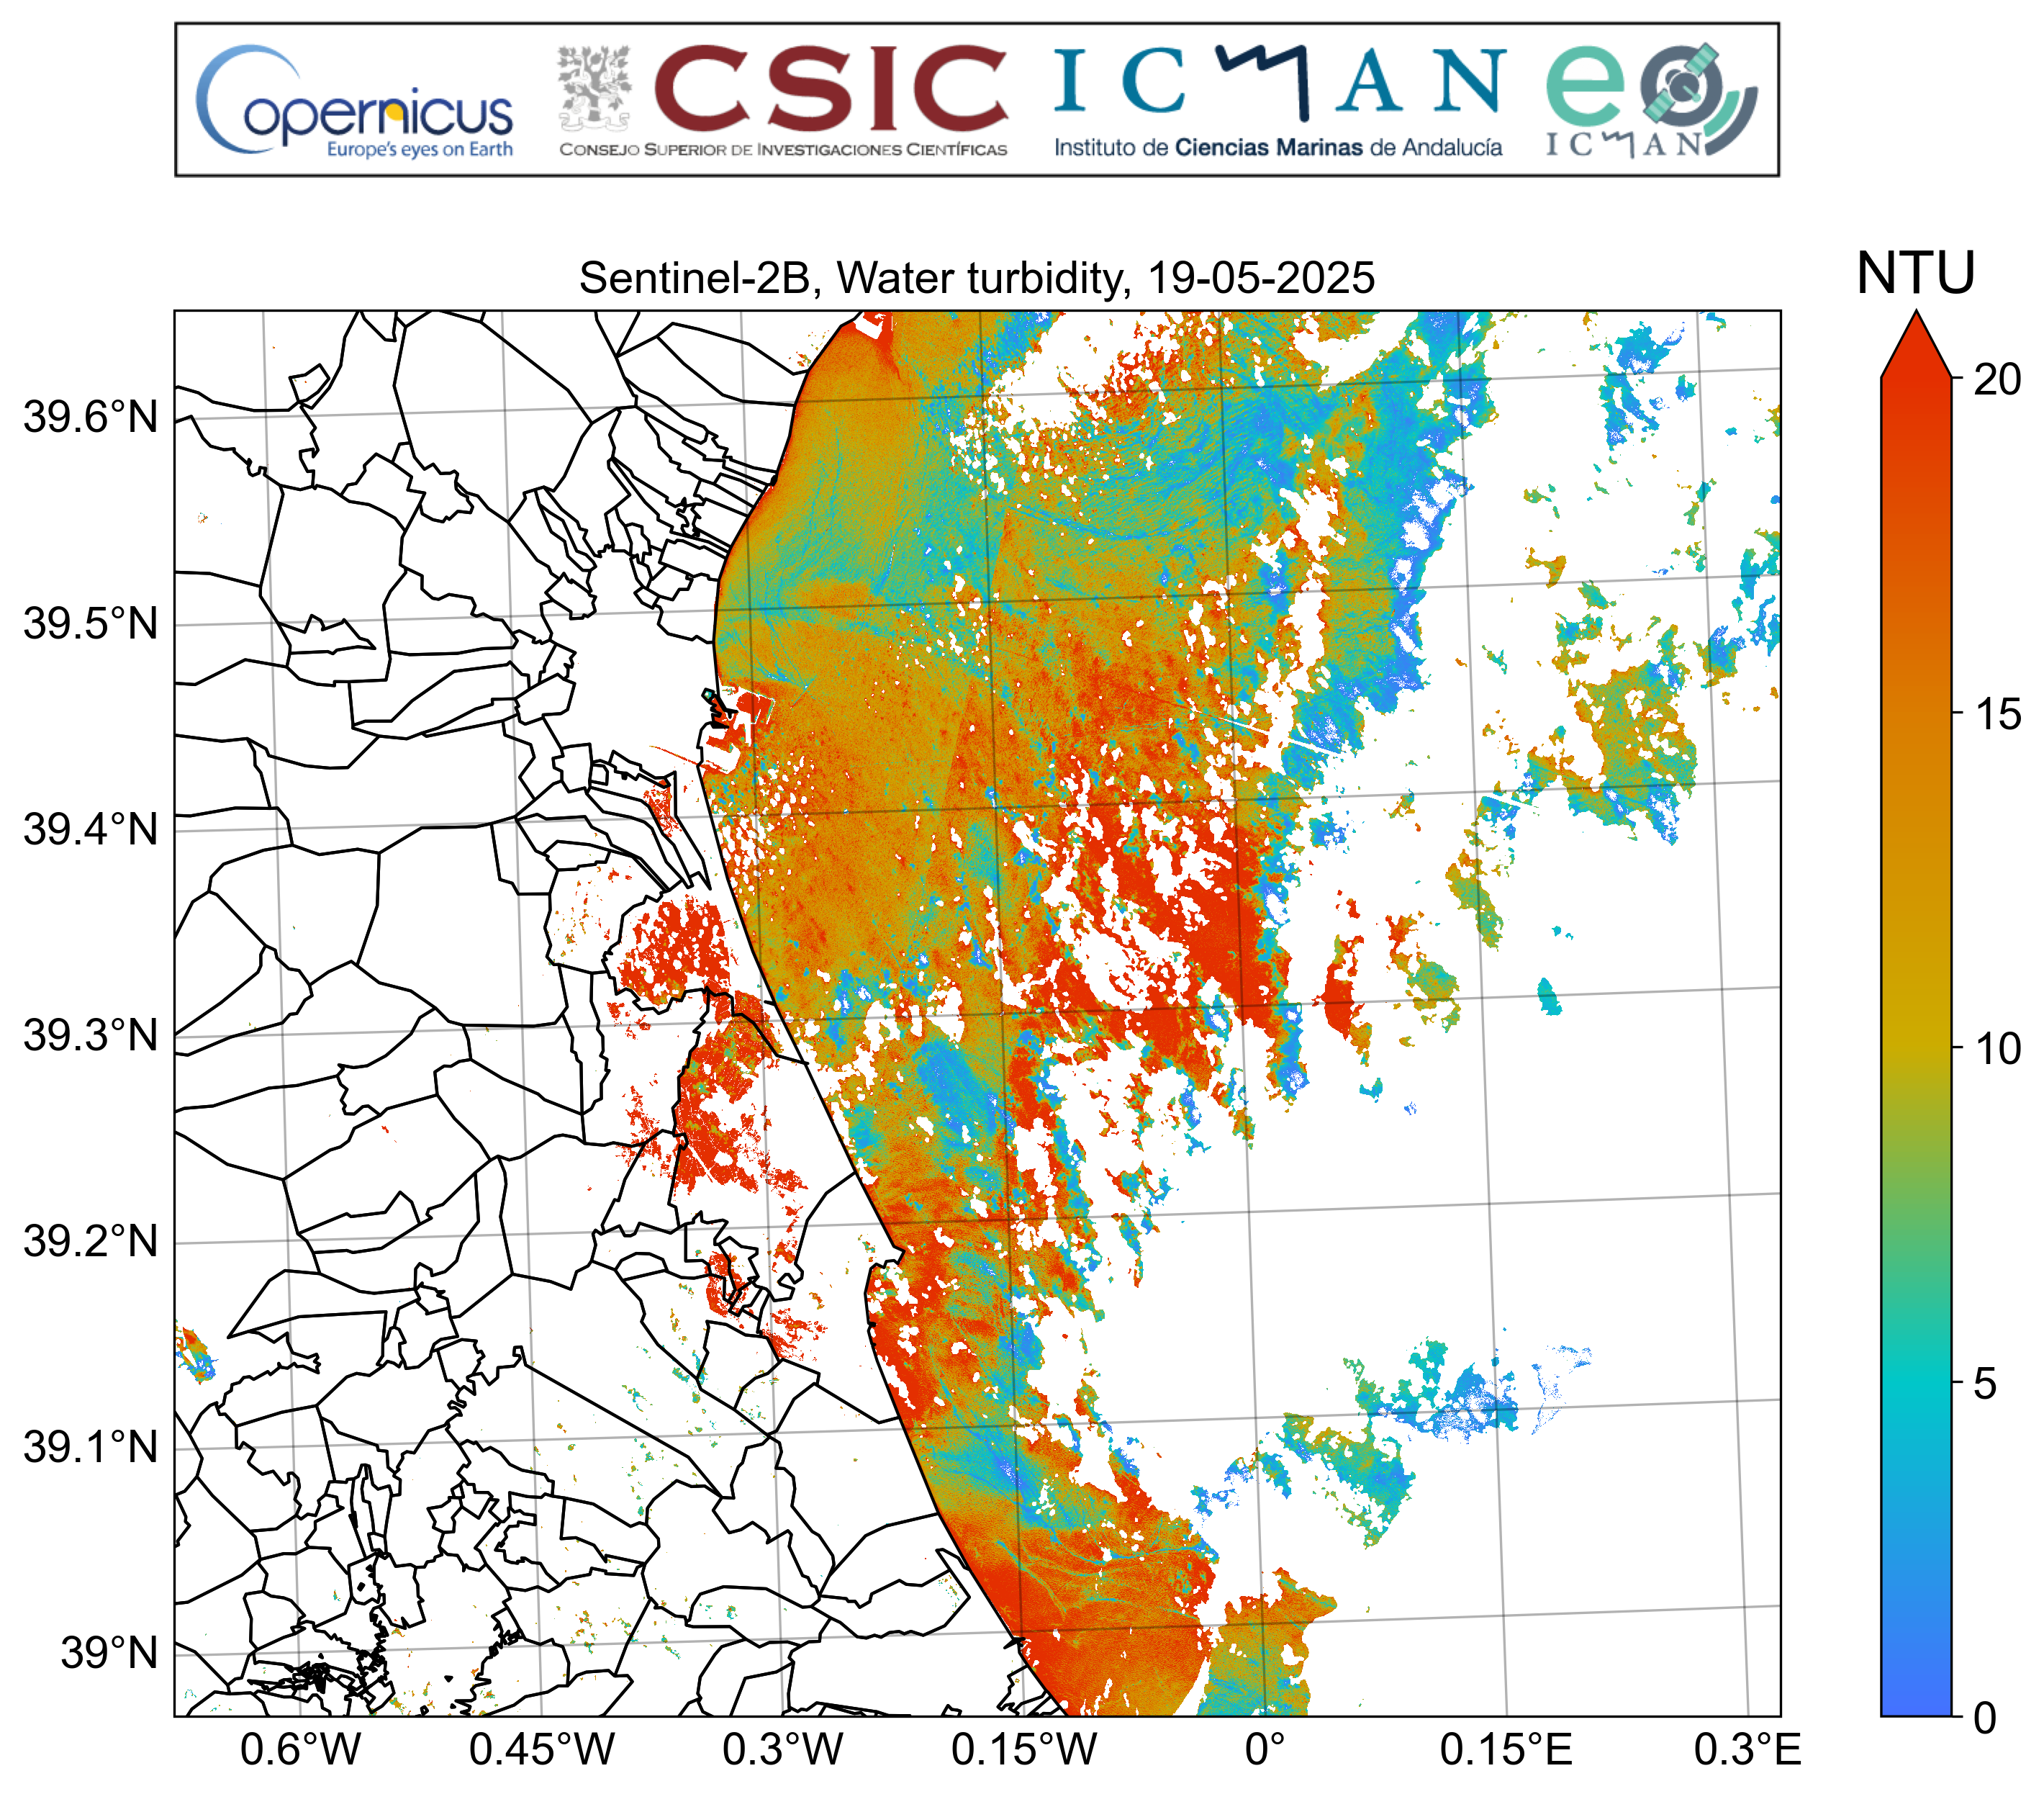 opernicus
Europe's eyes on Earth
CSIC
CONSEJO SUPERIOR DE INVESTIGACIONES CIENTÍFICAS
ICMAN
Instituto de Ciencias Marinas de Andalucía
eo
ICMAN
Sentinel-2B, Water turbidity, 19-05-2025
NTU
20
15
10
5
0
39.6°N
39.5°N
39.4°N
39.3°N
39.2°N
39.1°N
39°N
0.6°W
0.45°W
0.3°W
0.15°W
0°
0.15°E
0.3°E